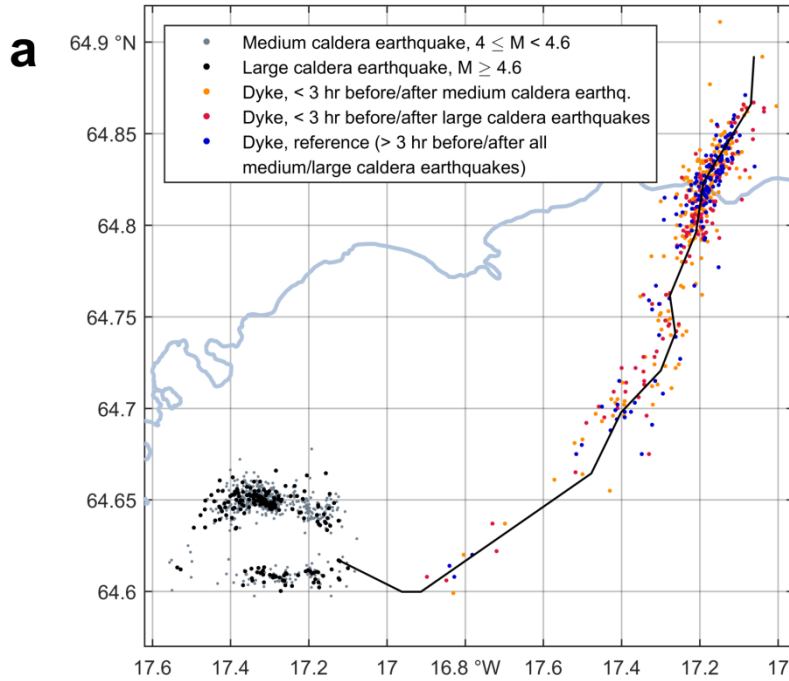 a
64.9 °N
64.85
64.8
64.75
64.7
64.65
64.6
Medium caldera earthquake, 4 ≤ M < 4.6
Large caldera earthquake, M ≥ 4.6
Dyke, < 3 hr before/after medium caldera earthq.
Dyke, < 3 hr before/after large caldera earthquakes
Dyke, reference (> 3 hr before/after all
medium/large caldera earthquakes)
17.6 17.4 17.2 17 16.8 °W 17.6 17.4 17.2 17